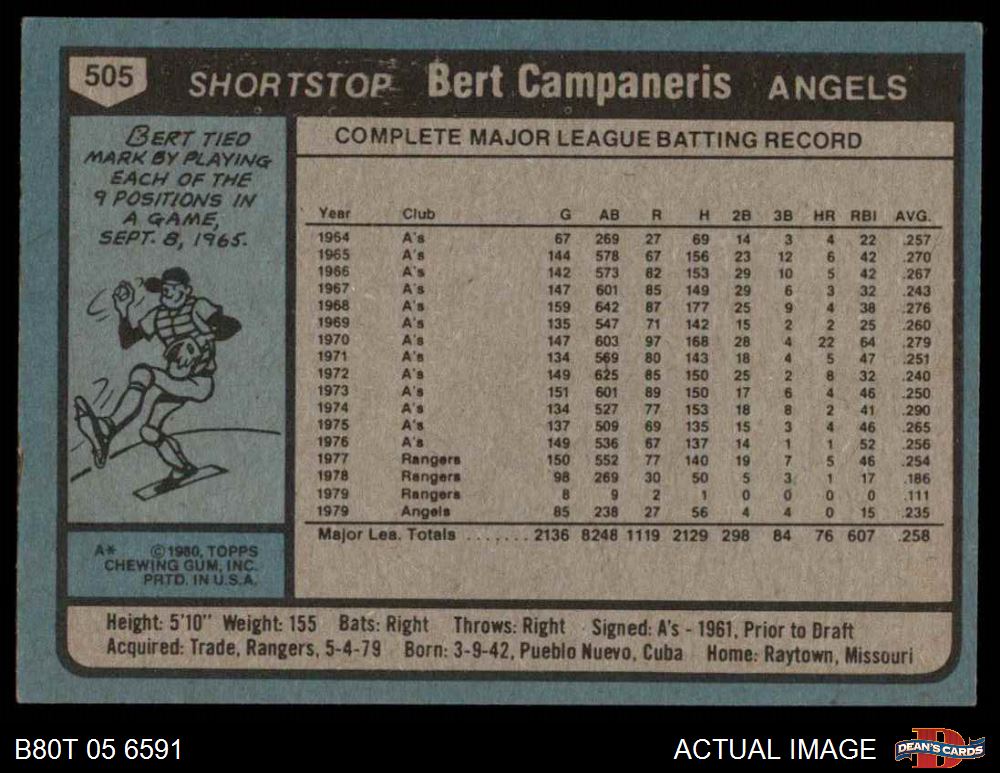 505 SHORTSTOP Bert Campaneris ANGELS
BERT TIED
MARK BY PLAYING
EACH OF THE
9 POSITIONS IN
A GAME,
SEPT. 8, 1965.
COMPLETE MAJOR LEAGUE BATTING RECORD
Year Club G AB R H 2B 3B HR RBI AVG.
1964 A's 67 269 27 69 14 3 4 22 .257
1965 A's 144 578 67 156 23 12 6 42 .270
1966 A's 142 573 82 153 29 10 5 42 .267
1967 A's 147 601 85 149 29 6 3 32 .243
1968 A's 159 642 87 177 25 9 4 38 .276
1969 A's 135 547 71 142 15 2 2 25 .260
1970 A's 147 603 97 168 28 4 22 64 .279
1971 A's 134 569 80 143 18 4 5 47 .251
1972 A's 149 625 85 150 25 2 8 32 .240
1973 A's 151 601 89 150 17 6 4 46 .250
1974 A's 134 527 77 153 18 8 2 41 .290
1975 A's 137 509 69 135 15 3 4 46 .265
1976 A's 149 536 67 137 14 1 1 52 .256
1977 Rangers 150 552 77 140 19 7 5 46 .254
1978 Rangers 98 269 30 50 5 3 1 17 .186
1979 Rangers 8 9 2 1 0 0 0 0 .111
1979 Angels 85 238 27 56 4 4 0 15 .235
Major Lea. Totals ....... 2136 8248 1119 2129 298 84 76 607 .258
A* ©1980, TOPPS
CHEWING GUM, INC.
PRTD. IN U.S.A.
Height: 5'10" Weight: 155 Bats: Right Throws: Right Signed: A's - 1961, Prior to Draft
Acquired: Trade, Rangers, 5-4-79 Born: 3-9-42, Pueblo Nuevo, Cuba Home: Raytown, Missouri
B80T 05 6591
ACTUAL IMAGE
D
DEAN'S CARDS